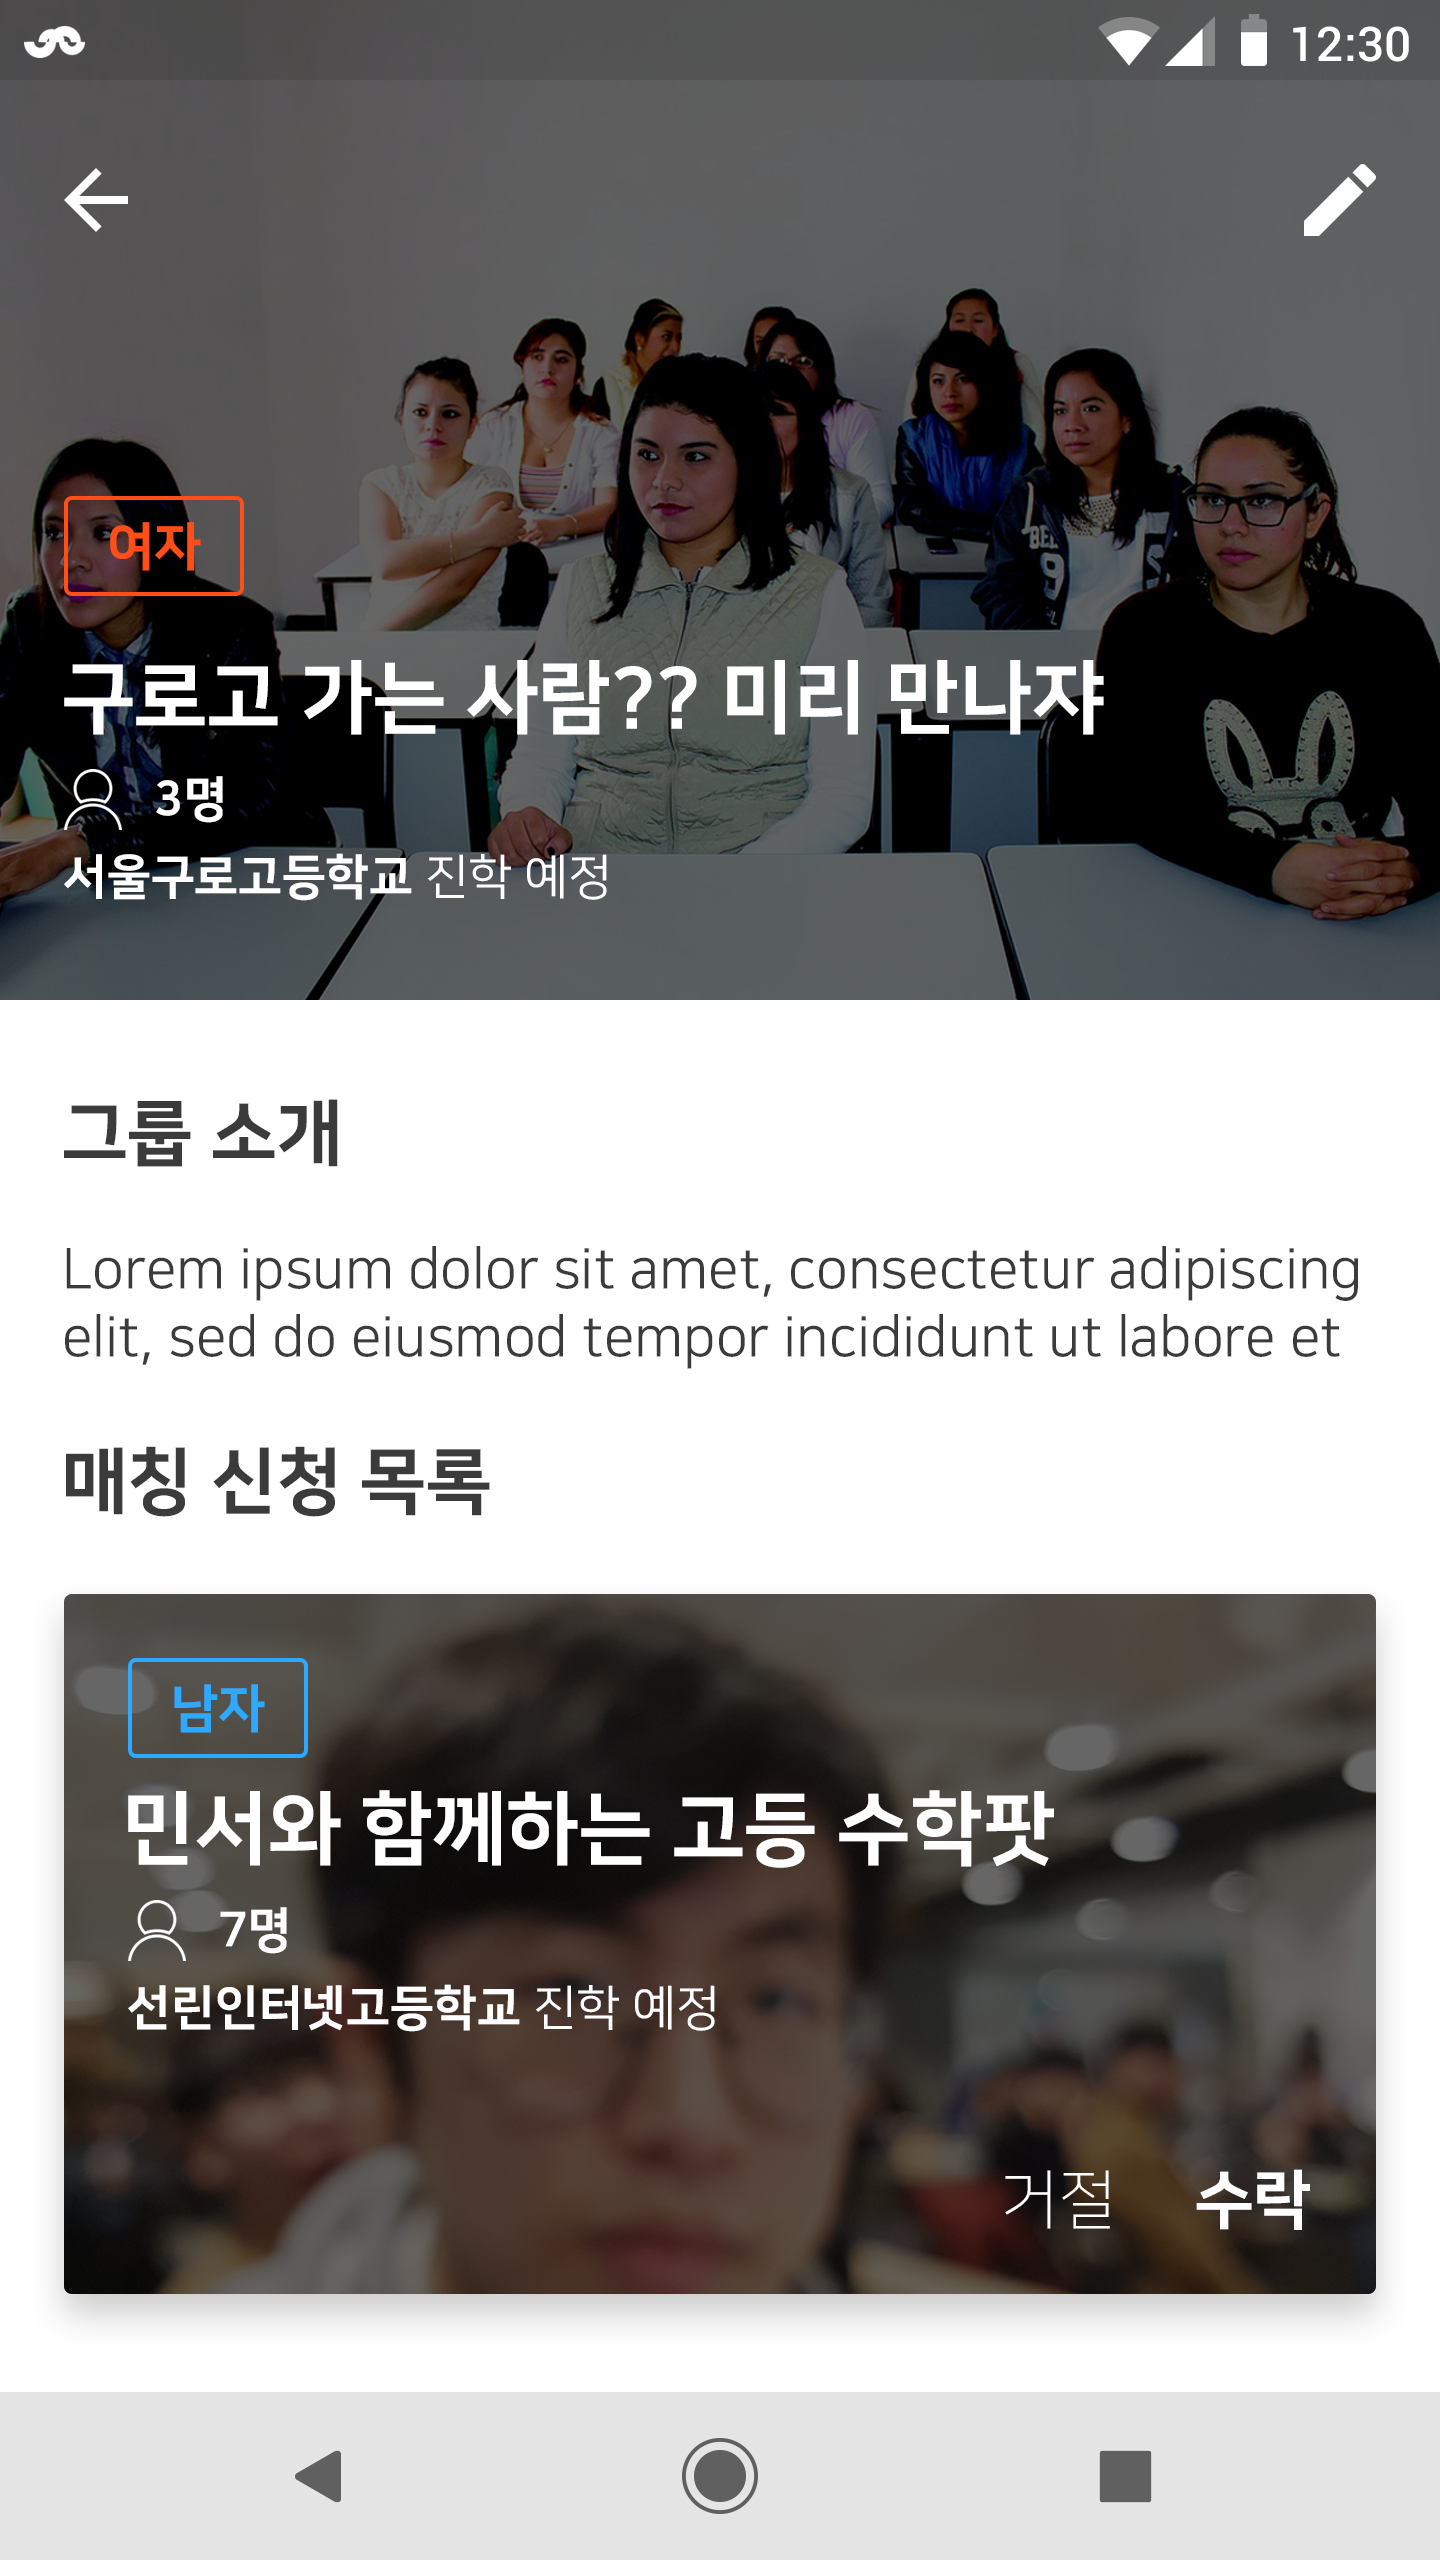 12:30
여자
구로고 가는 사람?? 미리 만나쟈
3명
서울구로고등학교 진학 예정
그룹 소개
Lorem ipsum dolor sit amet, consectetur adipiscing
elit, sed do eiusmod tempor incididunt ut labore et
매칭 신청 목록
남자
민서와 함께하는 고등 수학팟
7명
선린인터넷고등학교 진학 예정
거절 수락